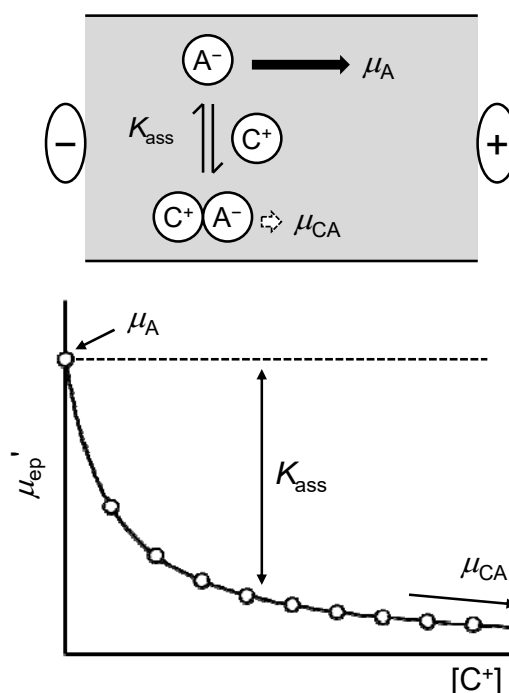 A⁻
μA
Kass
C⁺
−
+
C⁺ A⁻
μCA
μA
μep'
Kass
μCA
[C⁺]